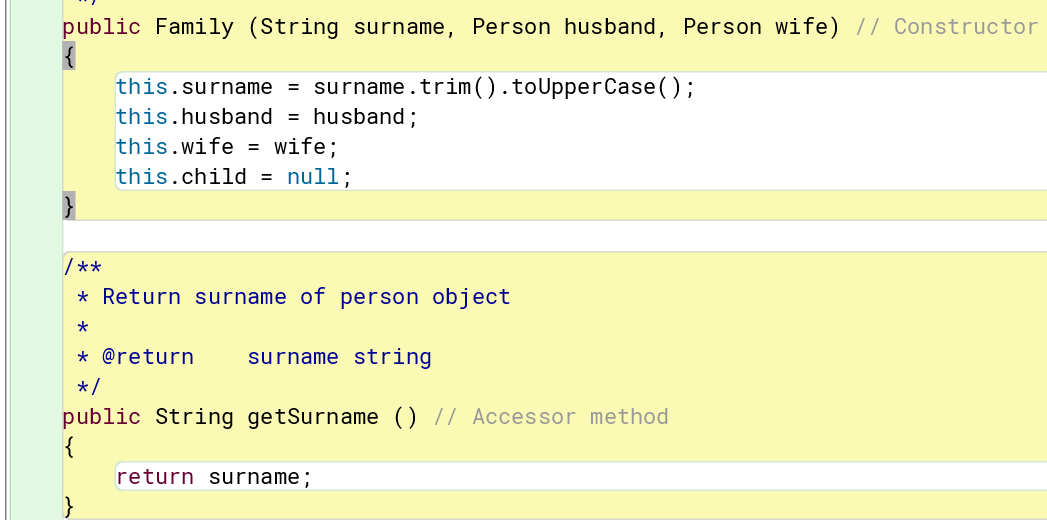 */
public Family (String surname, Person husband, Person wife) // Constructor
{
this.surname = surname.trim().toUpperCase();
this.husband = husband;
this.wife = wife;
this.child = null;
}
/**
* Return surname of person object
*
* @return    surname string
*/
public String getSurname () // Accessor method
{
return surname;
}